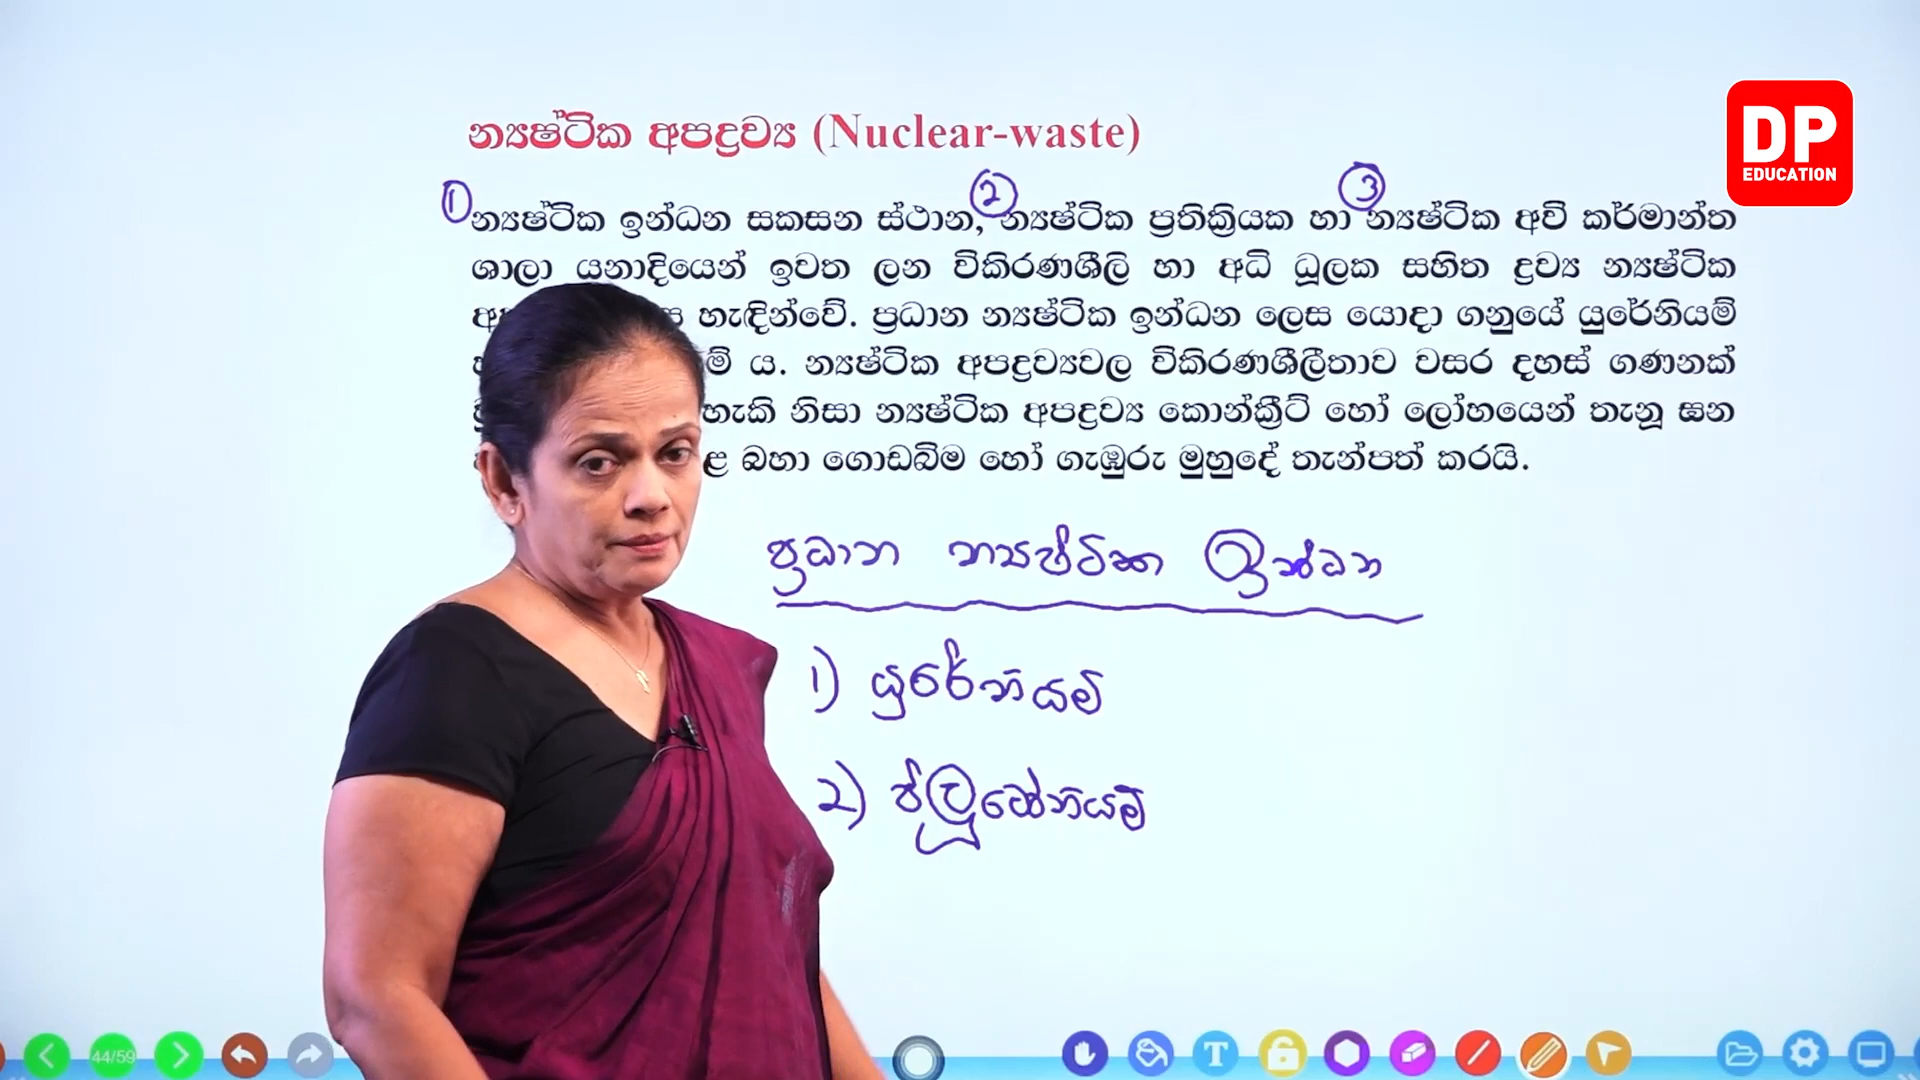 න්‍යෂ්ටික අපද්‍රව්‍ය (Nuclear-waste)
DP
EDUCATION
1 2 3
න්‍යෂ්ටික ඉන්ධන සකසන ස්ථාන, න්‍යෂ්ටික ප්‍රතික්‍රියක හා න්‍යෂ්ටික අවි කර්මාන්ත
ශාලා යනාදියෙන් ඉවත ලන විකිරණශීලි හා අධි ධූලක සහිත ද්‍රව්‍ය න්‍යෂ්ටික
හැඳින්වේ. ප්‍රධාන න්‍යෂ්ටික ඉන්ධන ලෙස යොදා ගනුයේ යුරේනියම්
ය. න්‍යෂ්ටික අපද්‍රව්‍යවල විකිරණශීලීතාව වසර දහස් ගණනක්
හැකි නිසා න්‍යෂ්ටික අපද්‍රව්‍ය කොන්ක්‍රීට් හෝ ලෝහයෙන් තැනූ ඝන
බහා ගොඩබිම හෝ ගැඹුරු මුහුදේ තැන්පත් කරයි.
ප්‍රධාන න්‍යෂ්ටික ඉන්ධන
1) යුරේනියම්
2) ප්ලූටෝනියම්
44/59
T